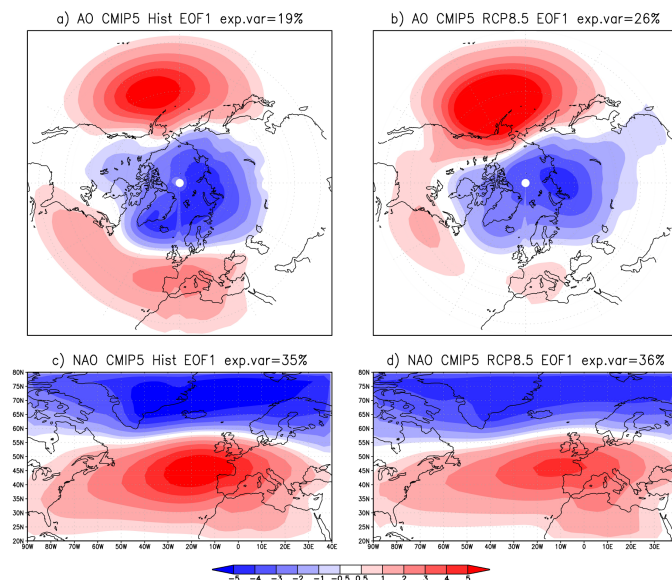 a) AO CMIP5 Hist EOF1 exp.var=19%
b) AO CMIP5 RCP8.5 EOF1 exp.var=26%
c) NAO CMIP5 Hist EOF1 exp.var=35%
d) NAO CMIP5 RCP8.5 EOF1 exp.var=36%
80N
75N
70N
65N
60N
55N
50N
45N
40N
35N
30N
25N
20N
90W 80W 70W 60W 50W 40W 30W 20W 10W 0 10E 20E 30E 40E
80N
75N
70N
65N
60N
55N
50N
45N
40N
35N
30N
25N
20N
90W 80W 70W 60W 50W 40W 30W 20W 10W 0 10E 20E 30E 40E
-5 -4 -3 -2 -1 -0.5 0.5 1 2 3 4 5